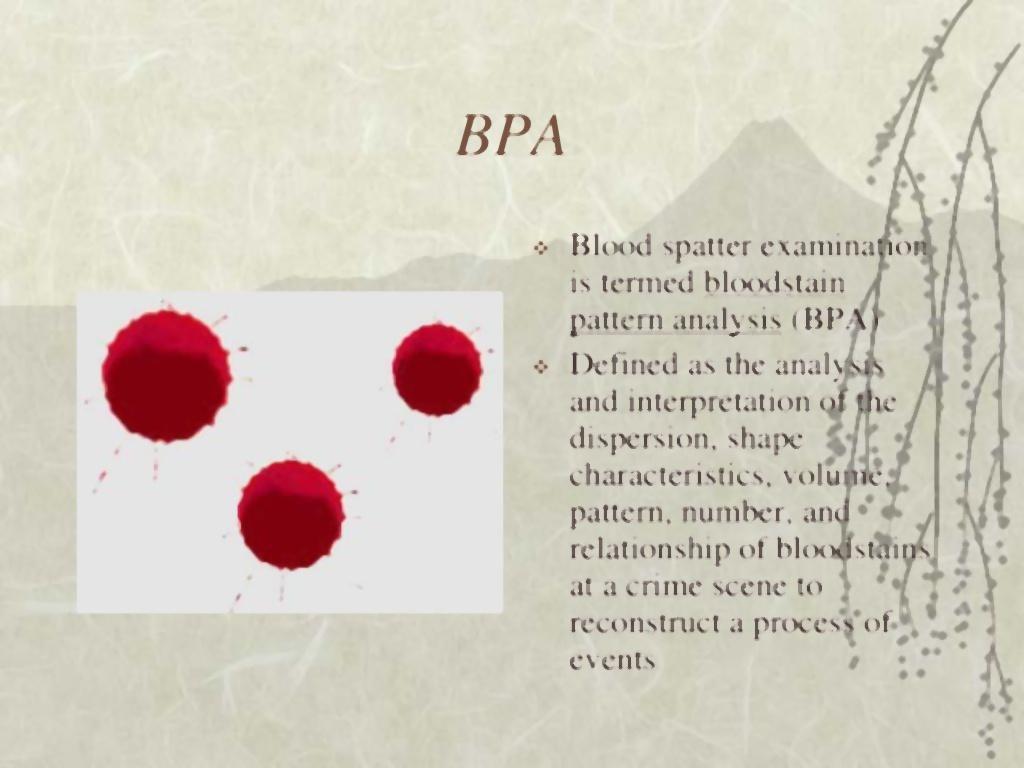 BPA
Blood spatter examination
is termed bloodstain
pattern analysis (BPA)
Defined as the analysis
and interpretation of the
dispersion, shape
characteristics, volume,
pattern, number, and
relationship of bloodstains
at a crime scene to
reconstruct a process of
events